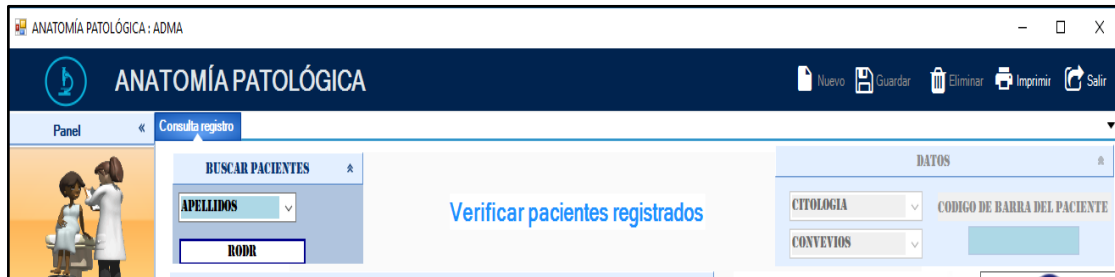 ANATOMÍA PATOLÓGICA : ADMA
ANATOMÍA PATOLÓGICA
Nuevo Guardar Eliminar Imprimir Salir
Panel «
Consulta registro
BUSCAR PACIENTES
APELLIDOS
RODR
Verificar pacientes registrados
DATOS
CITOLOGIA
CODIGO DE BARRA DEL PACIENTE
CONVEVIOS